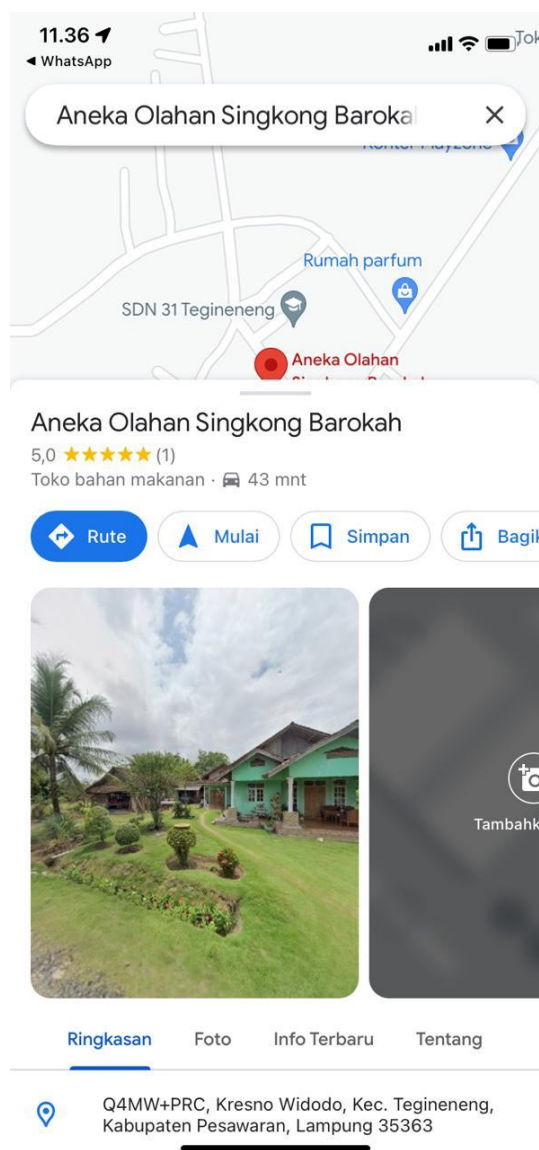 11.36
Tok
◄ WhatsApp
Aneka Olahan Singkong Baroka
Rumah parfum
SDN 31 Tegineneng
Aneka Olahan
Aneka Olahan Singkong Barokah
5,0 ★★★★★ (1)
Toko bahan makanan · 43 mnt
Rute Mulai Simpan Bagik
Tambahk
Ringkasan Foto Info Terbaru Tentang
Q4MW+PRC, Kresno Widodo, Kec. Tegineneng,
Kabupaten Pesawaran, Lampung 35363